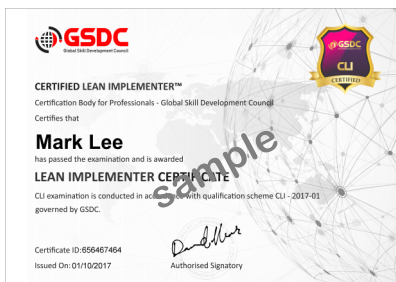 GSDC
Global Skill Development Council
GSDC
CLI
CERTIFIED
CERTIFIED LEAN IMPLEMENTER™
Certification Body for Professionals - Global Skill Development Council
Certifies that
Mark Lee
has passed the examination and is awarded
LEAN IMPLEMENTER CERTIFICATE
sample
CLI examination is conducted in accordance with qualification scheme CLI - 2017-01
governed by GSDC.
Certificate ID:656467464
Issued On: 01/10/2017
Authorised Signatory